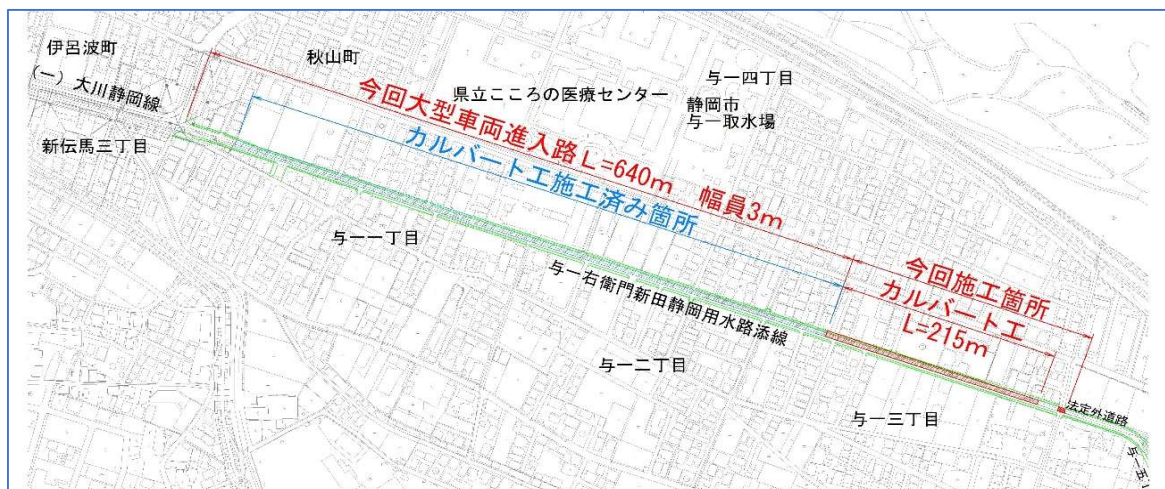 伊呂波町
秋山町
与一四丁目
(一)大川静岡線
県立こころの医療センター
静岡市
与一取水場
新伝馬三丁目
今回大型車両進入路L=640m 幅員3m
カルバート工施工済み箇所
与一一丁目
与一右衛門新田静岡用水路添線
今回施工箇所
カルバート工
L=215m
与一二丁目
与一三丁目
法定外道路
与一五